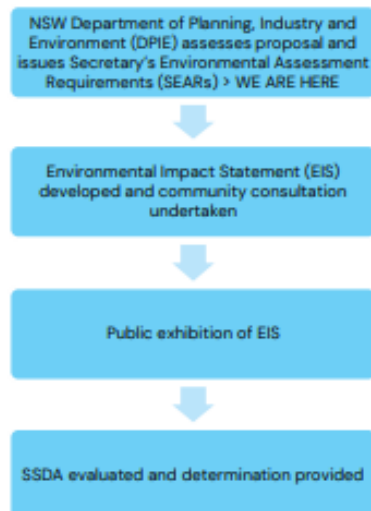 NSW Department of Planning, Industry and
Environment (DPIE) assesses proposal and
issues Secretary's Environmental Assessment
Requirements (SEARs) > WE ARE HERE
Environmental Impact Statement (EIS)
developed and community consultation
undertaken
Public exhibition of EIS
SSDA evaluated and determination provided